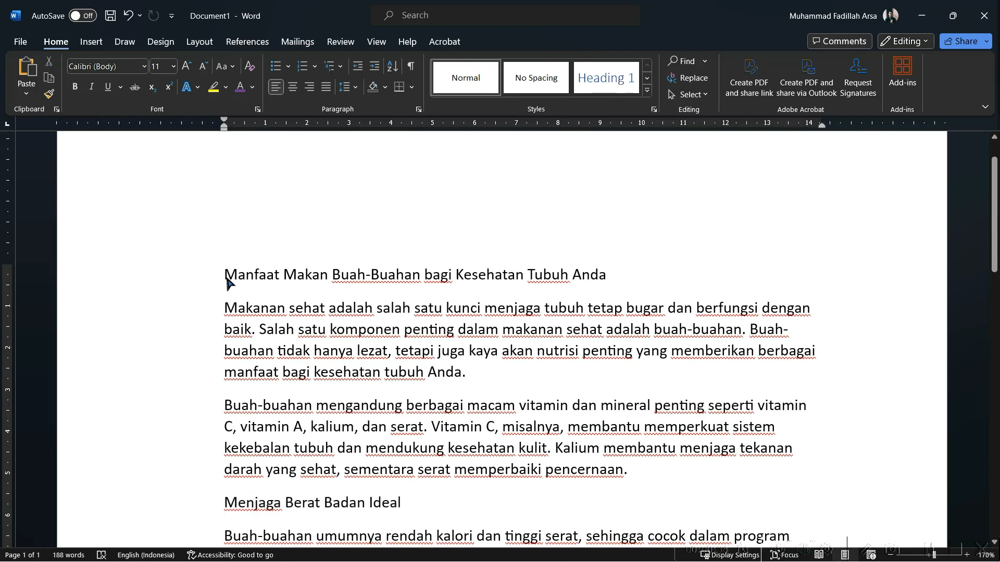 AutoSave Off Document1 - Word Search Muhammad Fadillah Arsa
File Home Insert Draw Design Layout References Mailings Review View Help Acrobat Comments Editing Share
Paste Calibri (Body) 11 Normal No Spacing Heading 1 Find Replace Select Create PDF and share link Create PDF and share via Outlook Request Signatures Add-ins
Clipboard Font Paragraph Styles Editing Adobe Acrobat Add-ins
1 2 3 4 5 6 7 8 9 10 11 12 13 14
Manfaat Makan Buah-Buahan bagi Kesehatan Tubuh Anda
Makanan sehat adalah salah satu kunci menjaga tubuh tetap bugar dan berfungsi dengan
baik. Salah satu komponen penting dalam makanan sehat adalah buah-buahan. Buah-
buahan tidak hanya lezat, tetapi juga kaya akan nutrisi penting yang memberikan berbagai
manfaat bagi kesehatan tubuh Anda.
Buah-buahan mengandung berbagai macam vitamin dan mineral penting seperti vitamin
C, vitamin A, kalium, dan serat. Vitamin C, misalnya, membantu memperkuat sistem
kekebalan tubuh dan mendukung kesehatan kulit. Kalium membantu menjaga tekanan
darah yang sehat, sementara serat memperbaiki pencernaan.
Menjaga Berat Badan Ideal
Buah-buahan umumnya rendah kalori dan tinggi serat, sehingga cocok dalam program
1
2
3
4
5
6
Page 1 of 1 188 words English (Indonesia) Accessibility: Good to go Display Settings Focus 170%